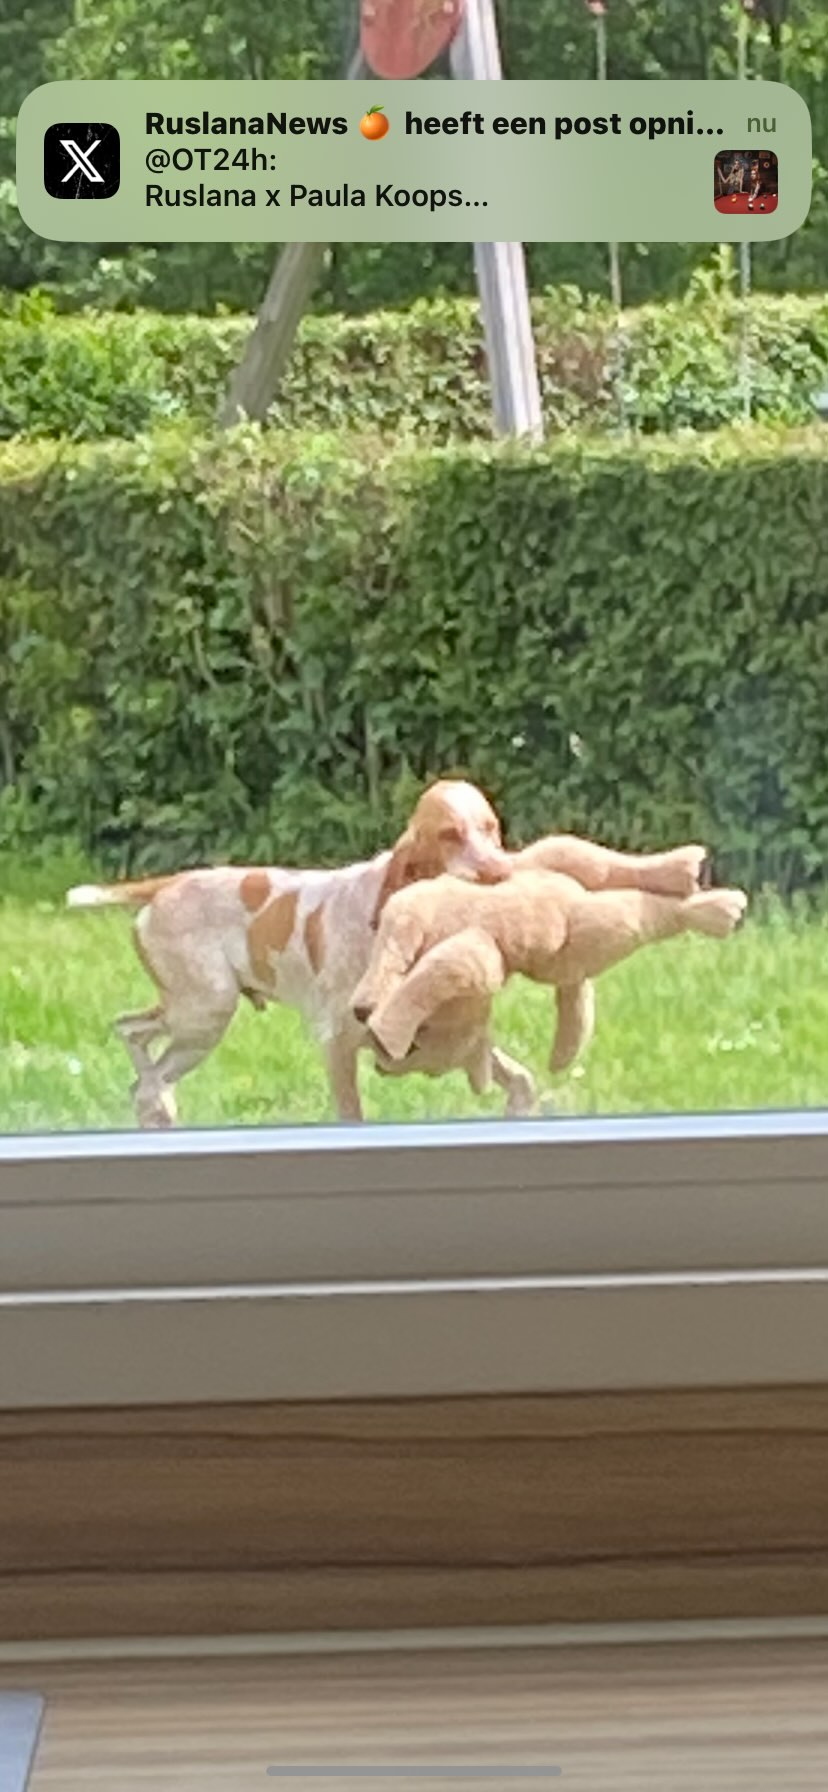 RuslanaNews 🍊 heeft een post opni... nu
@OT24h:
Ruslana x Paula Koops...